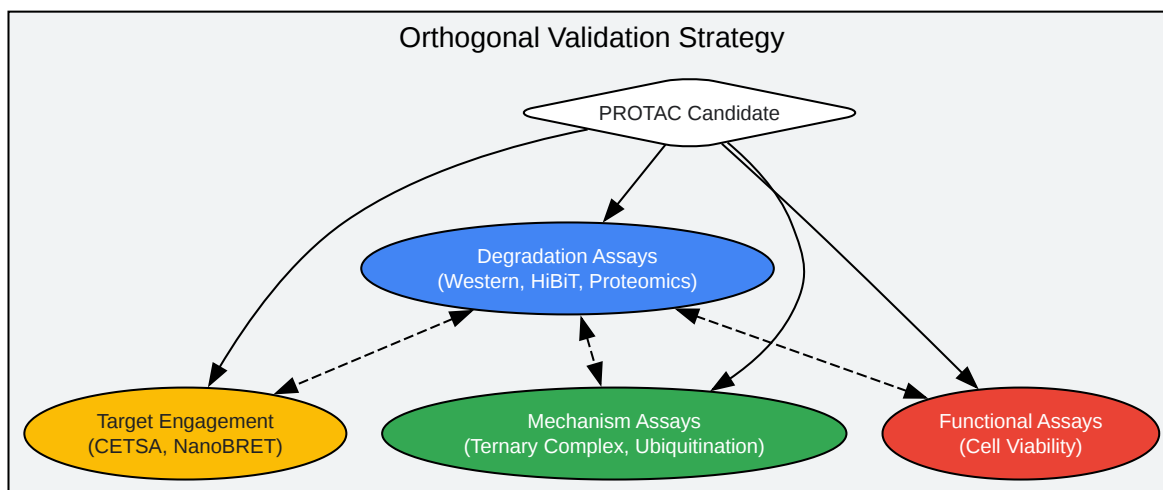 Orthogonal Validation Strategy
PROTAC Candidate
Degradation Assays
(Western, HiBiT, Proteomics)
Target Engagement
(CETSA, NanoBRET)
Mechanism Assays
(Ternary Complex, Ubiquitination)
Functional Assays
(Cell Viability)